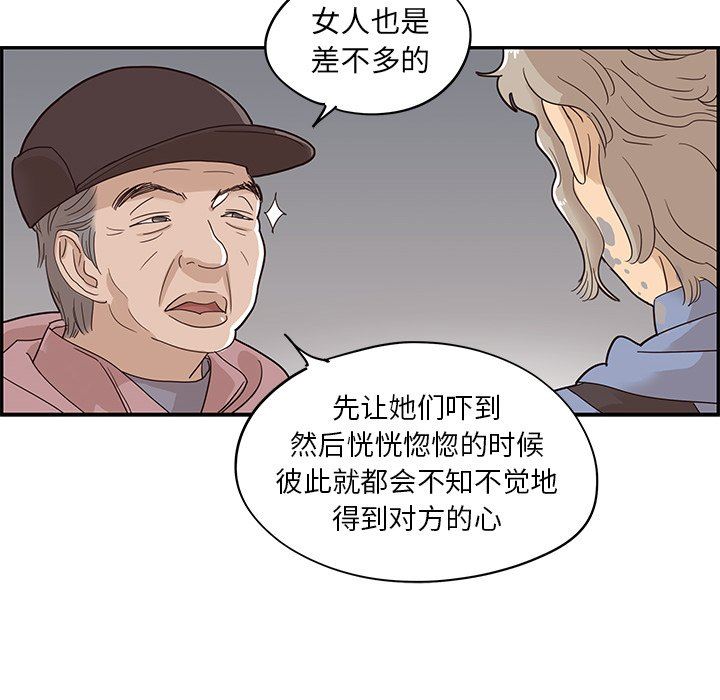 女人也是
差不多的
先让她们吓到
然后恍恍惚惚的时候
彼此就都会不知不觉地
得到对方的心